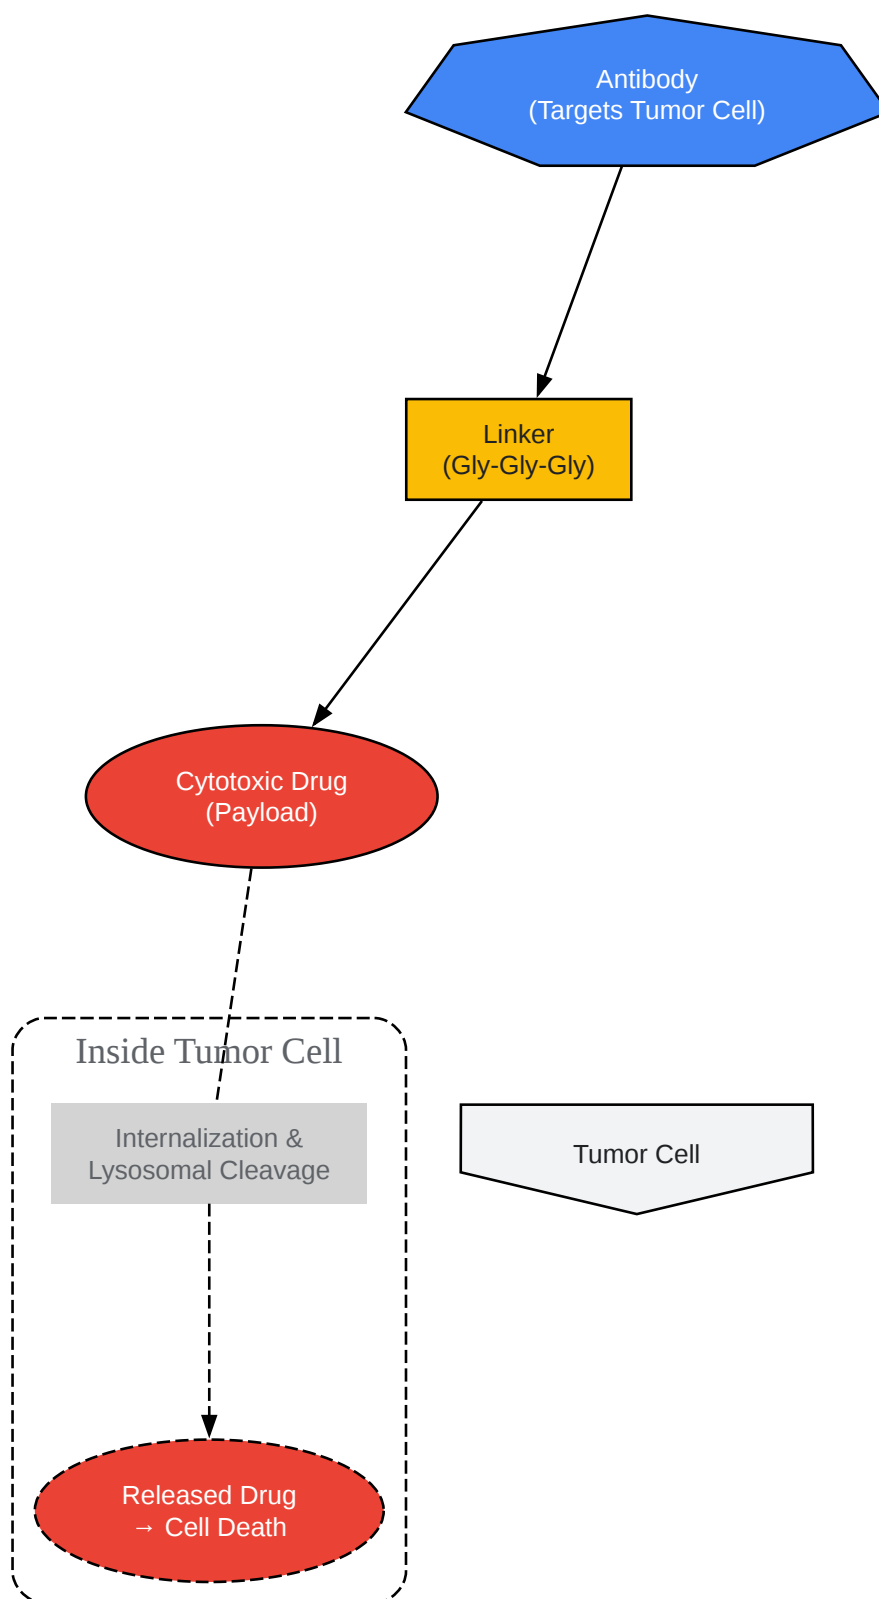 Antibody
(Targets Tumor Cell)
Linker
(Gly-Gly-Gly)
Cytotoxic Drug
(Payload)
Inside Tumor Cell
Internalization &
Lysosomal Cleavage
Tumor Cell
Released Drug
→ Cell Death